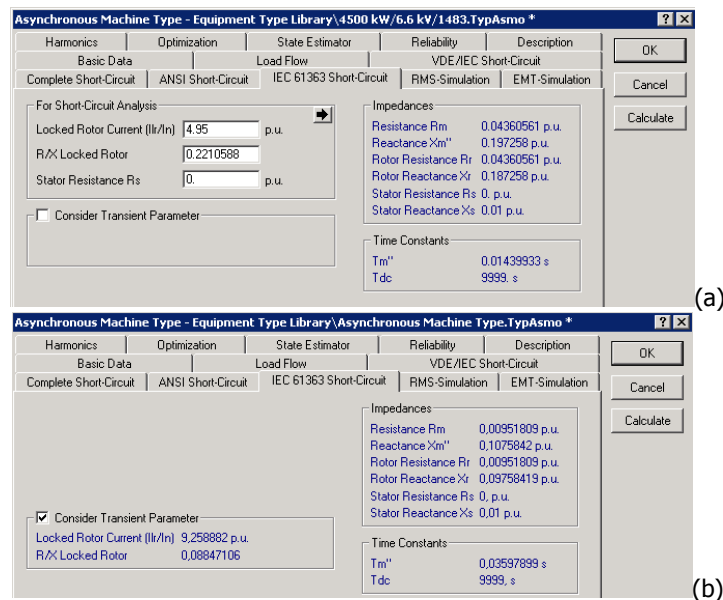 Asynchronous Machine Type - Equipment Type Library\4500 kW/6.6 kV/1483.TypAsmo *
Harmonics Optimization State Estimator Reliability Description
Basic Data Load Flow VDE/IEC Short-Circuit
Complete Short-Circuit ANSI Short-Circuit IEC 61363 Short-Circuit RMS-Simulation EMT-Simulation
OK
Cancel
Calculate
For Short-Circuit Analysis
Locked Rotor Current (Ilr/In) 4.95 p.u.
R/X Locked Rotor 0.2210588
Stator Resistance Rs 0. p.u.
Consider Transient Parameter
Impedances
Resistance Rm 0.04360561 p.u.
Reactance Xm'' 0.197258 p.u.
Rotor Resistance Rr 0.04360561 p.u.
Rotor Reactance Xr 0.187258 p.u.
Stator Resistance Rs 0. p.u.
Stator Reactance Xs 0.01 p.u.
Time Constants
Tm'' 0.01439933 s
Tdc 9999. s
(a)
Asynchronous Machine Type - Equipment Type Library\Asynchronous Machine Type.TypAsmo *
Harmonics Optimization State Estimator Reliability Description
Basic Data Load Flow VDE/IEC Short-Circuit
Complete Short-Circuit ANSI Short-Circuit IEC 61363 Short-Circuit RMS-Simulation EMT-Simulation
OK
Cancel
Calculate
Consider Transient Parameter
Locked Rotor Current (Ilr/In) 9,258882 p.u.
R/X Locked Rotor 0,08847106
Impedances
Resistance Rm 0,00951809 p.u.
Reactance Xm'' 0,1075842 p.u.
Rotor Resistance Rr 0,00951809 p.u.
Rotor Reactance Xr 0,09758419 p.u.
Stator Resistance Rs 0, p.u.
Stator Reactance Xs 0,01 p.u.
Time Constants
Tm'' 0,03597899 s
Tdc 9999, s
(b)